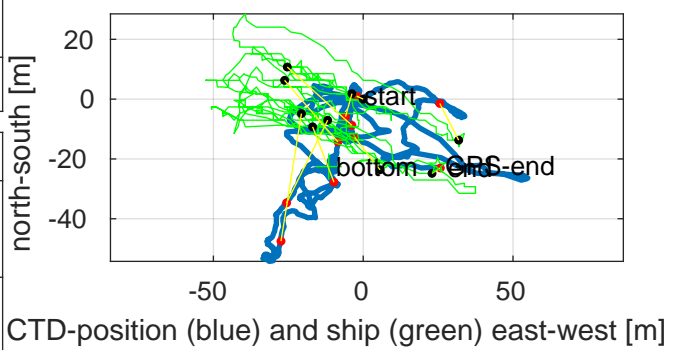 20
0
-20
-40
north-south [m]
start
bottom
GPS-end
-50
0
50
CTD-position (blue) and ship (green) east-west [m]